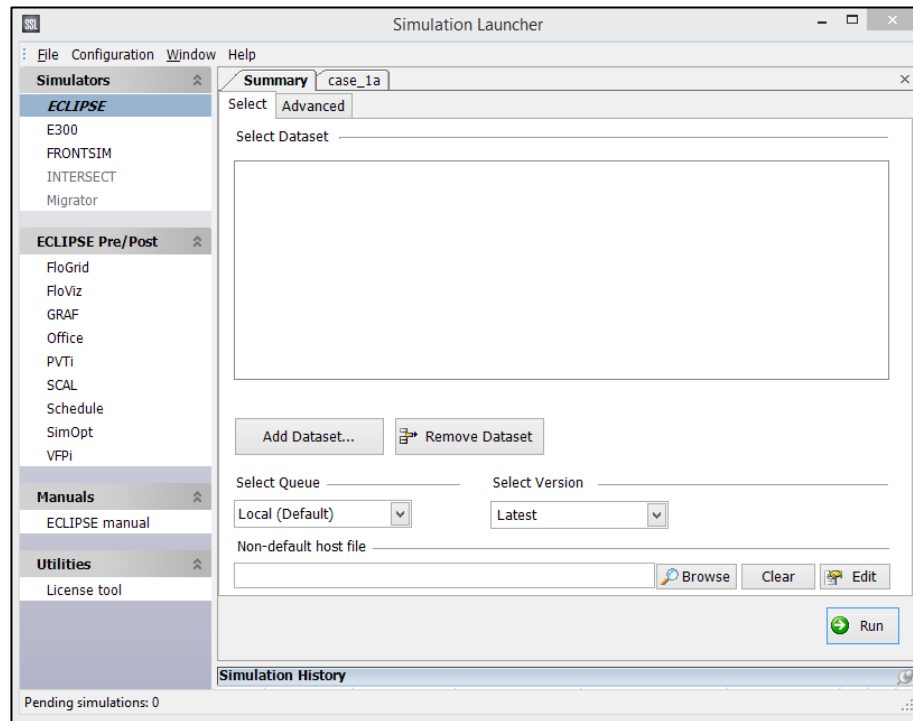 SSL Simulation Launcher
File Configuration Window Help
Simulators
ECLIPSE
E300
FRONTSIM
INTERSECT
Migrator
ECLIPSE Pre/Post
FloGrid
FloViz
GRAF
Office
PVTi
SCAL
Schedule
SimOpt
VFPi
Manuals
ECLIPSE manual
Utilities
License tool
Summary case_1a
Select Advanced
Select Dataset
Add Dataset... Remove Dataset
Select Queue Select Version
Local (Default) Latest
Non-default host file
Browse Clear Edit
Run
Simulation History
Pending simulations: 0